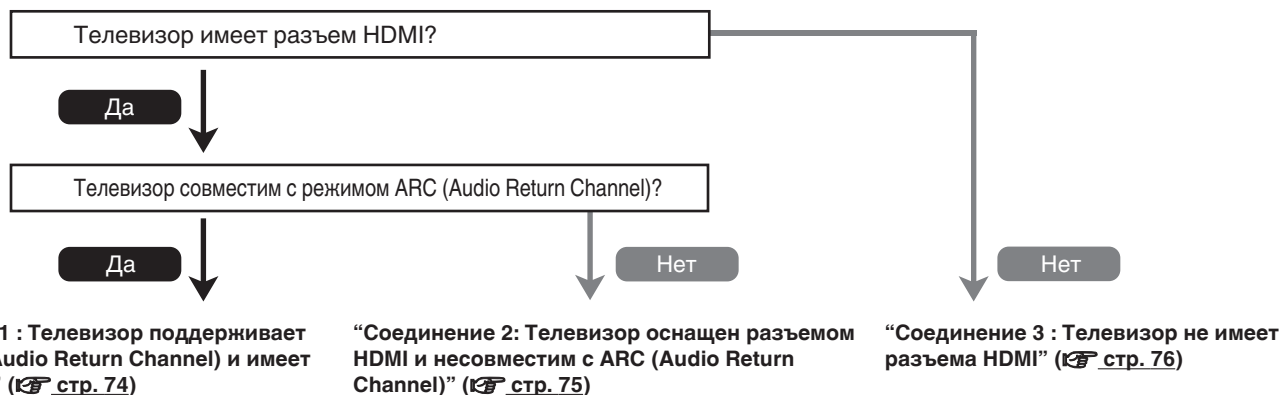 Телевизор имеет разъем HDMI?
Да
Телевизор совместим с режимом ARC (Audio Return Channel)?
Да
Нет
Нет
1 : Телевизор поддерживает
Audio Return Channel) и имеет
” (☞ стр. 74)
“Соединение 2: Телевизор оснащен разъемом
HDMI и несовместим с ARC (Audio Return
Channel)” (☞ стр. 75)
“Соединение 3 : Телевизор не имеет
разъема HDMI” (☞ стр. 76)